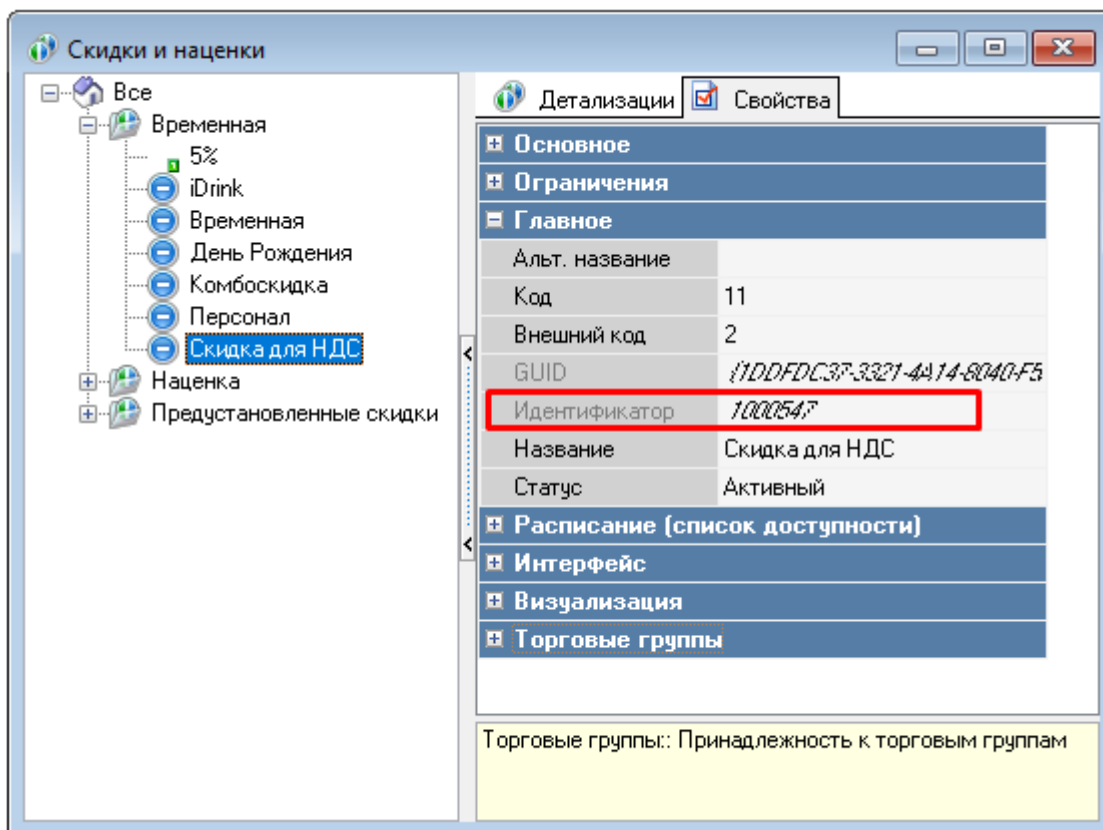 Скидки и наценки
Все
Временная
5%
iDrink
Временная
День Рождения
Комбоскидка
Персонал
Скидка для НДС
Наценка
Предустановленные скидки
Детализации
Свойства
Основное
Ограничения
Главное
Альт. название
Код 11
Внешний код 2
GUID {1DDFDC37-3321-4A14-8040-F5
Идентификатор 1000547
Название Скидка для НДС
Статус Активный
Расписание (список доступности)
Интерфейс
Визуализация
Торговые группы
Торговые группы:: Принадлежность к торговым группам